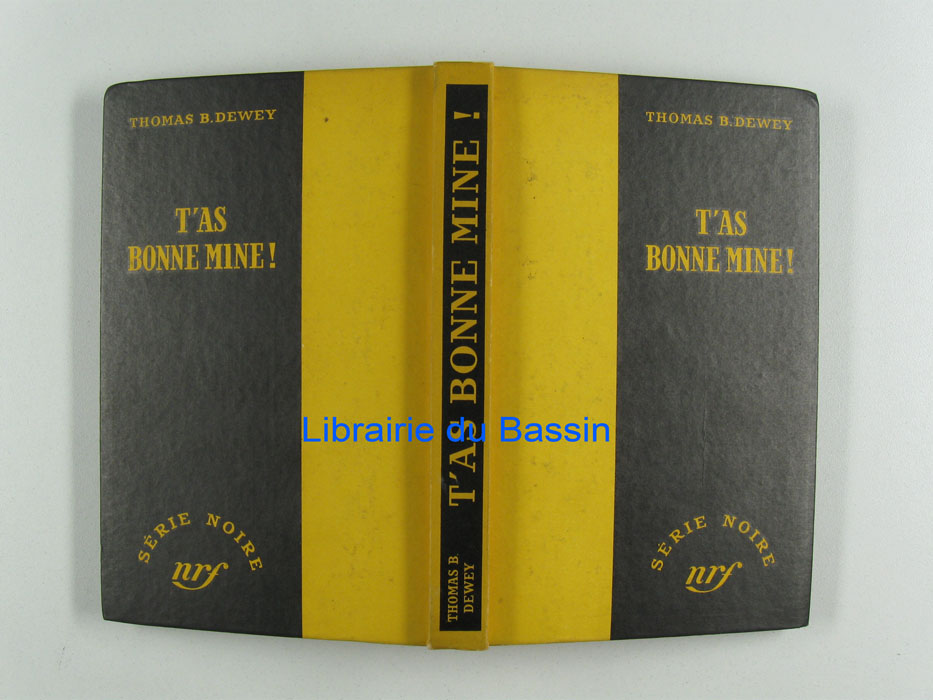 THOMAS B. DEWEY
T'AS
BONNE MINE!
SÉRIE NOIRE
nrf
T'AS BONNE MINE !
THOMAS B.
DEWEY
THOMAS B. DEWEY
T'AS
BONNE MINE!
SÉRIE NOIRE
nrf
Librairie du Bassin